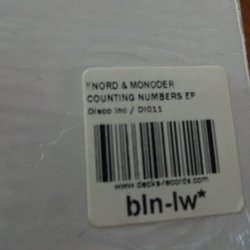 FNORD & MONODER
COUNTING NUMBERS EP
Disco Inc / DI011
www.decks-records.com
bln-lw*